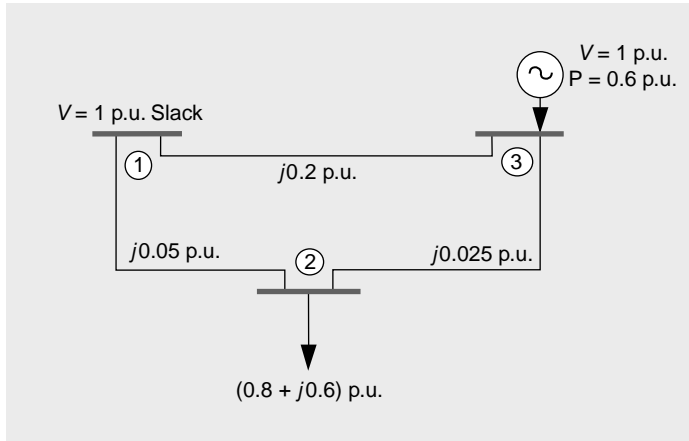 V = 1 p.u.
P = 0.6 p.u.
V = 1 p.u. Slack
1
3
j0.2 p.u.
j0.05 p.u.
2
j0.025 p.u.
(0.8 + j0.6) p.u.